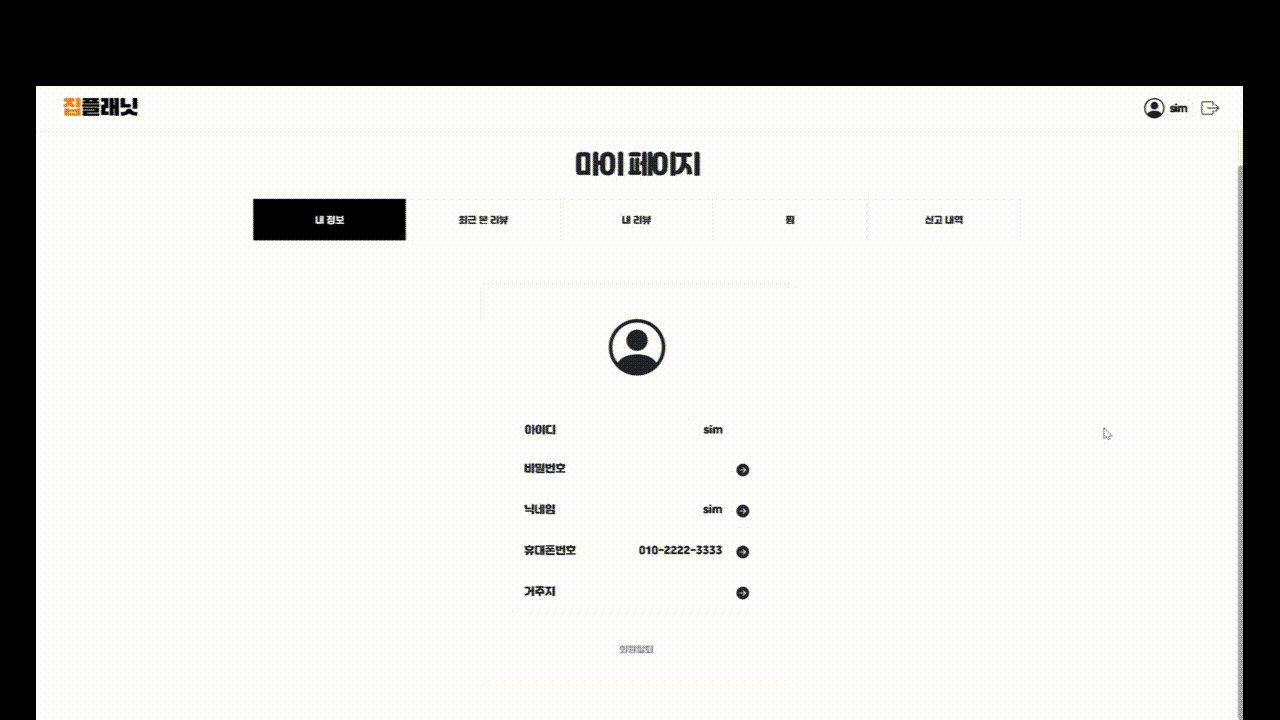 집플래닛
sim
마이 페이지
내 정보
최근 본 리뷰
내 리뷰
찜
신고 내역
아이디 sim
비밀번호
닉네임 sim
휴대폰번호 010-2222-3333
거주지
회원탈퇴